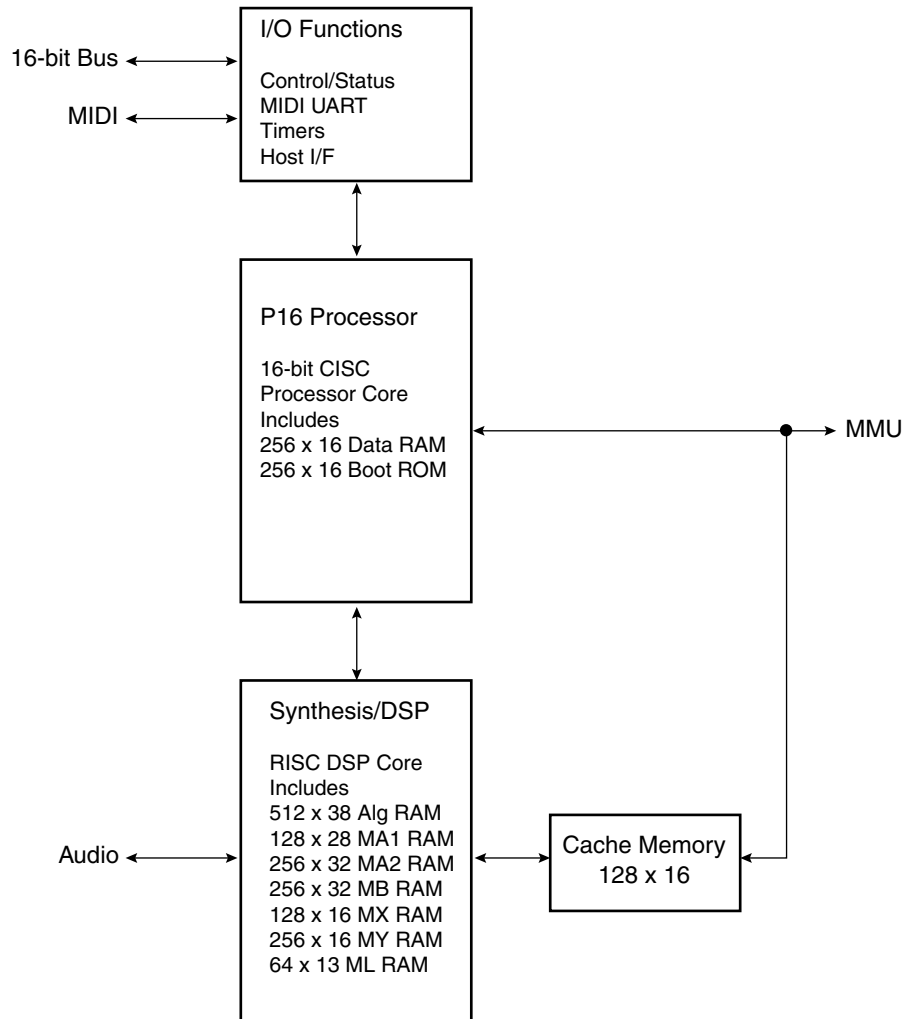 I/O Functions
16-bit Bus
Control/Status
MIDI UART
MIDI
Timers
Host I/F
P16 Processor
16-bit CISC
Processor Core
Includes
256 x 16 Data RAM
256 x 16 Boot ROM
MMU
Synthesis/DSP
RISC DSP Core
Includes
512 x 38 Alg RAM
128 x 28 MA1 RAM
256 x 32 MA2 RAM
256 x 32 MB RAM
128 x 16 MX RAM
256 x 16 MY RAM
64 x 13 ML RAM
Audio
Cache Memory
128 x 16